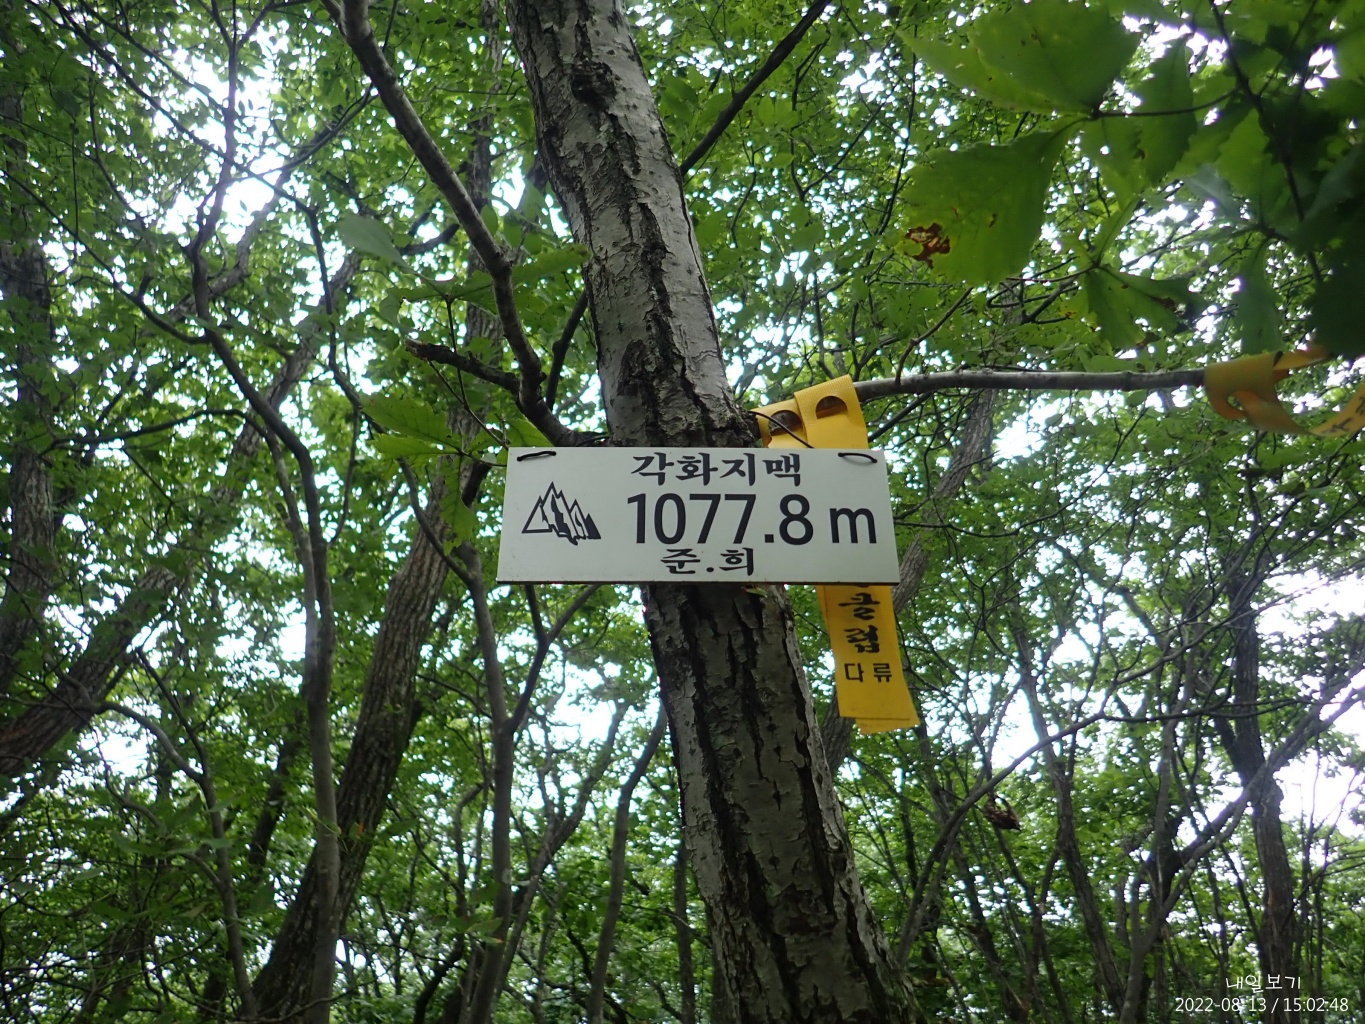 각화지맥
1077.8 m
준.희
클
럽
다류
내일보기
2022-08-13 / 15:02:48